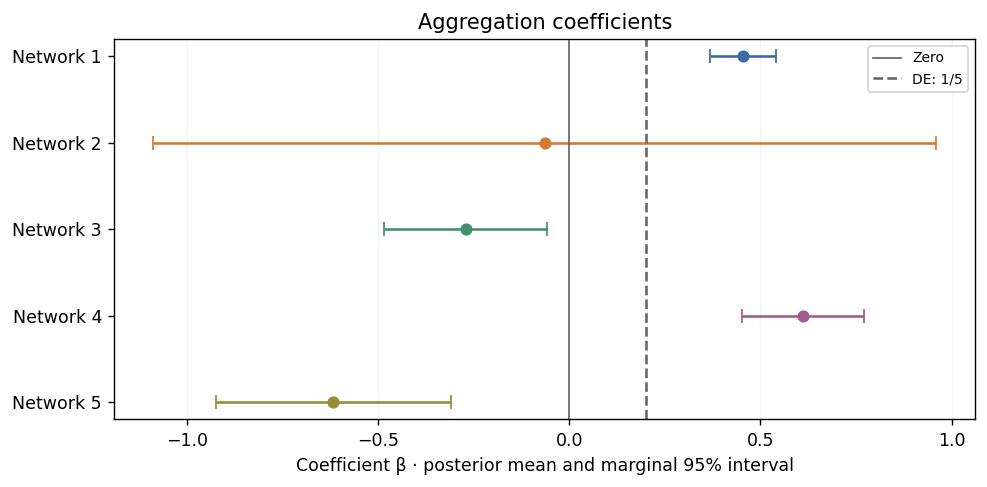 Aggregation coefficients
Network 1
Network 2
Network 3
Network 4
Network 5
Zero
DE: 1/5
−1.0
−0.5
0.0
0.5
1.0
Coefficient β · posterior mean and marginal 95% interval